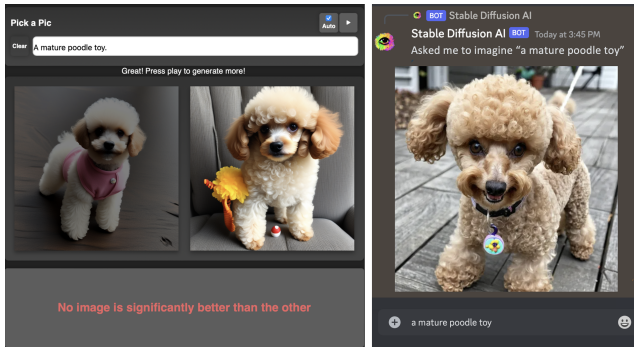 Pick a Pic
Auto
Clear
A mature poodle toy.
Great! Press play to generate more!
No image is significantly better than the other
BOT Stable Diffusion AI
Stable Diffusion AI BOT Today at 3:45 PM
Asked me to imagine “a mature poodle toy”
a mature poodle toy